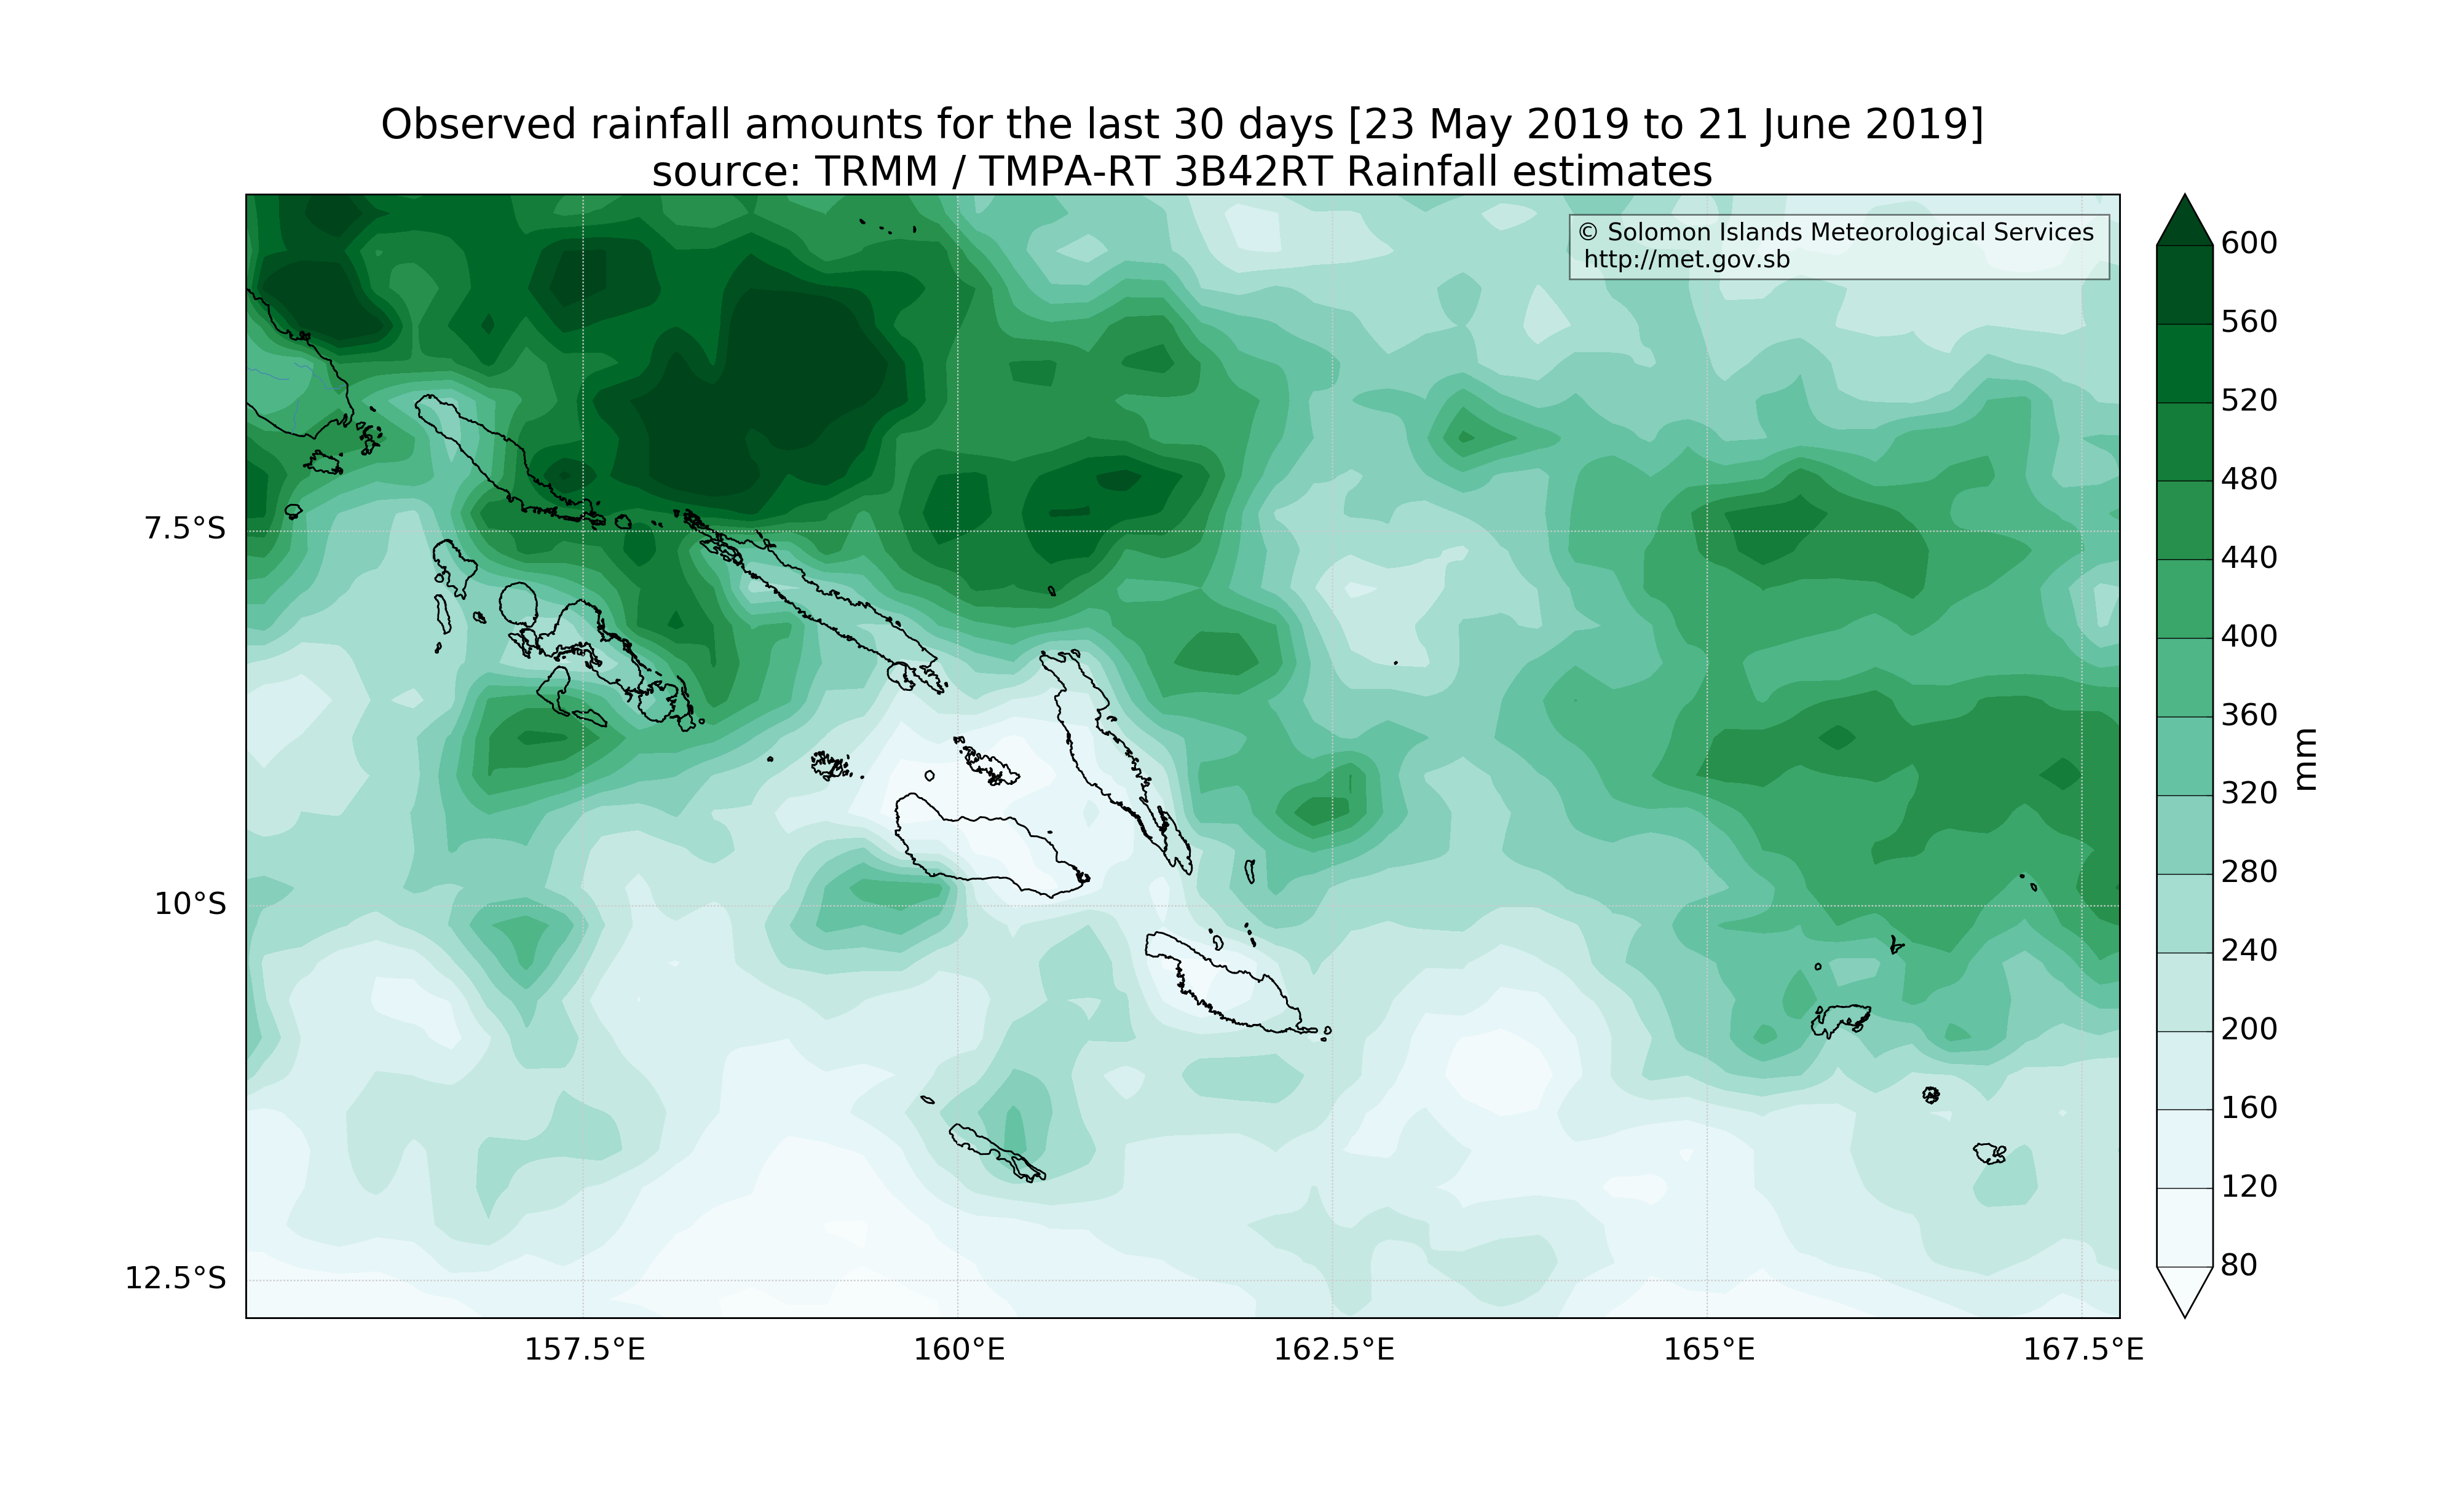 Observed rainfall amounts for the last 30 days [23 May 2019 to 21 June 2019]
source: TRMM / TMPA-RT 3B42RT Rainfall estimates
© Solomon Islands Meteorological Services
http://met.gov.sb
600
560
520
480
440
400
360
320
280
240
200
160
120
80
mm
7.5°S
10°S
12.5°S
157.5°E
160°E
162.5°E
165°E
167.5°E